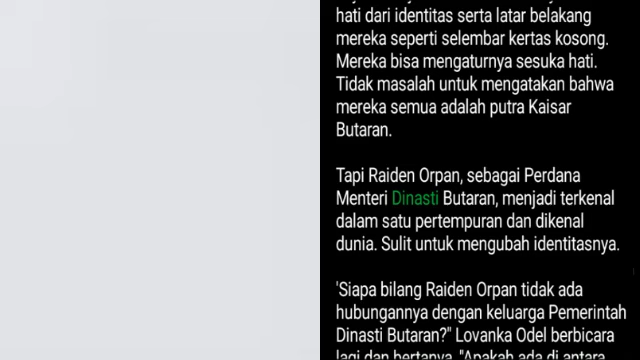 hati dari identitas serta latar belakang
mereka seperti selembar kertas kosong.
Mereka bisa mengaturnya sesuka hati.
Tidak masalah untuk mengatakan bahwa
mereka semua adalah putra Kaisar
Butaran.
Tapi Raiden Orpan, sebagai Perdana
Menteri Dinasti Butaran, menjadi terkenal
dalam satu pertempuran dan dikenal
dunia. Sulit untuk mengubah identitasnya.
'Siapa bilang Raiden Orpan tidak ada
hubungannya dengan keluarga Pemerintah
Dinasti Butaran?" Lovanka Odel berbicara
lagi dan bertanya, "Apakah ada di antara